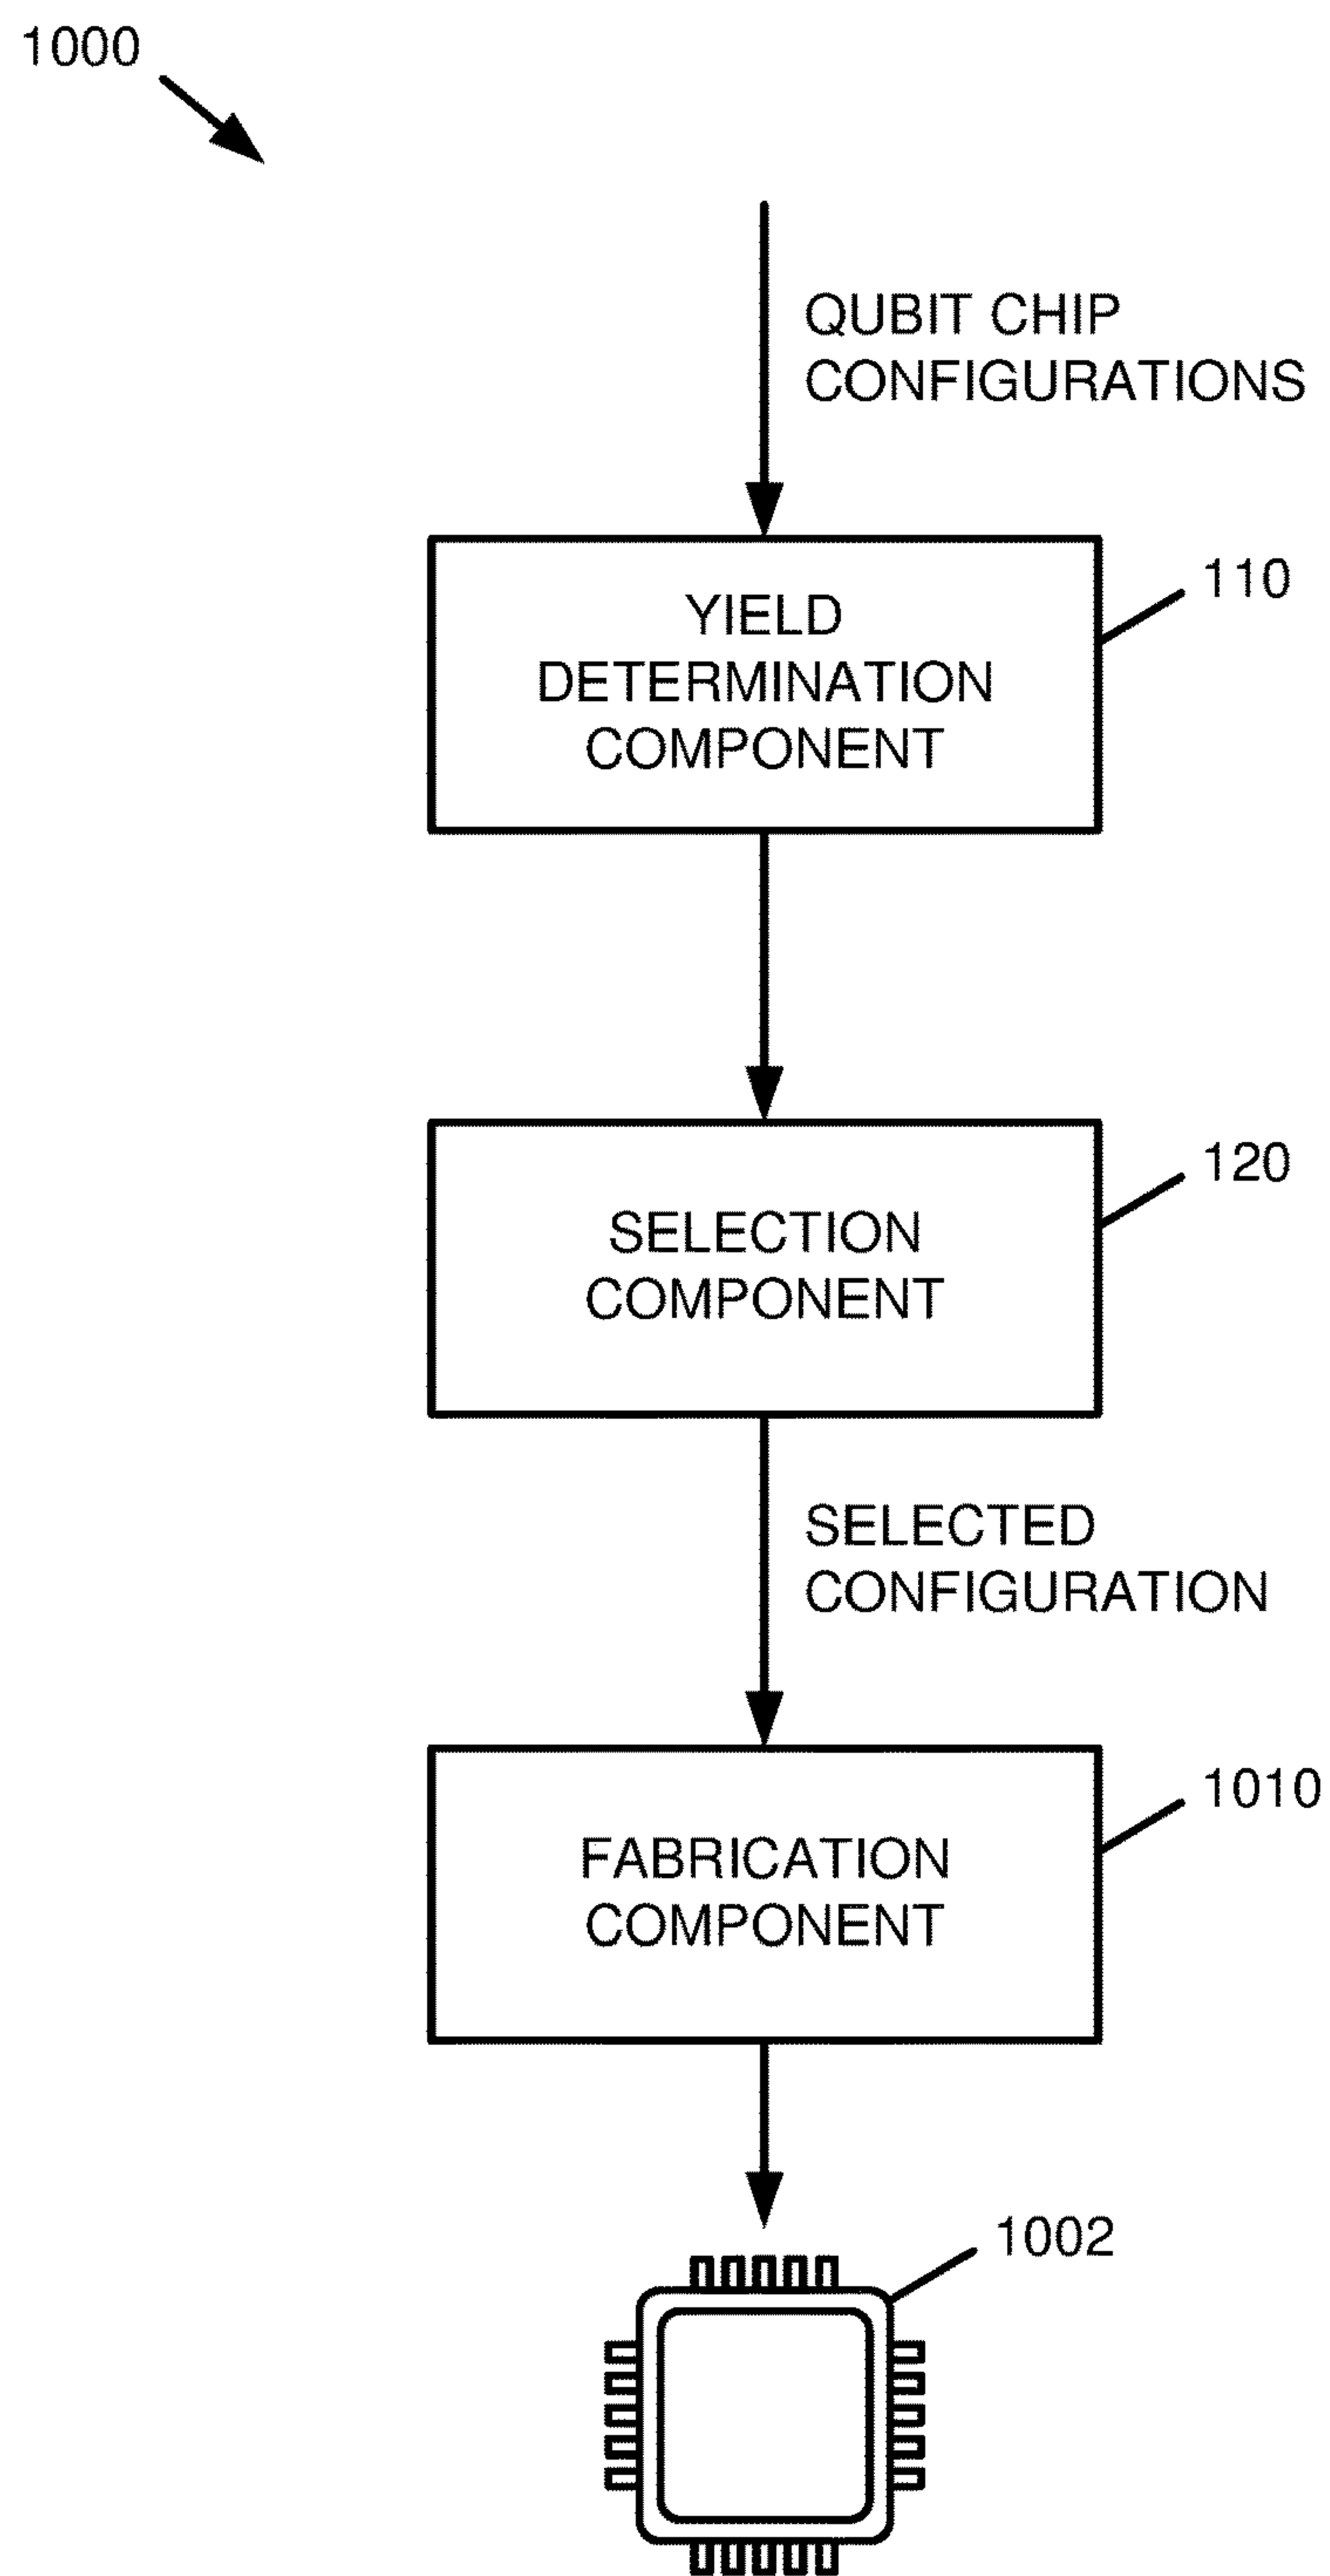 1000
QUBIT CHIP
CONFIGURATIONS
110
YIELD
DETERMINATION
COMPONENT
120
SELECTION
COMPONENT
SELECTED
CONFIGURATION
1010
FABRICATION
COMPONENT
1002